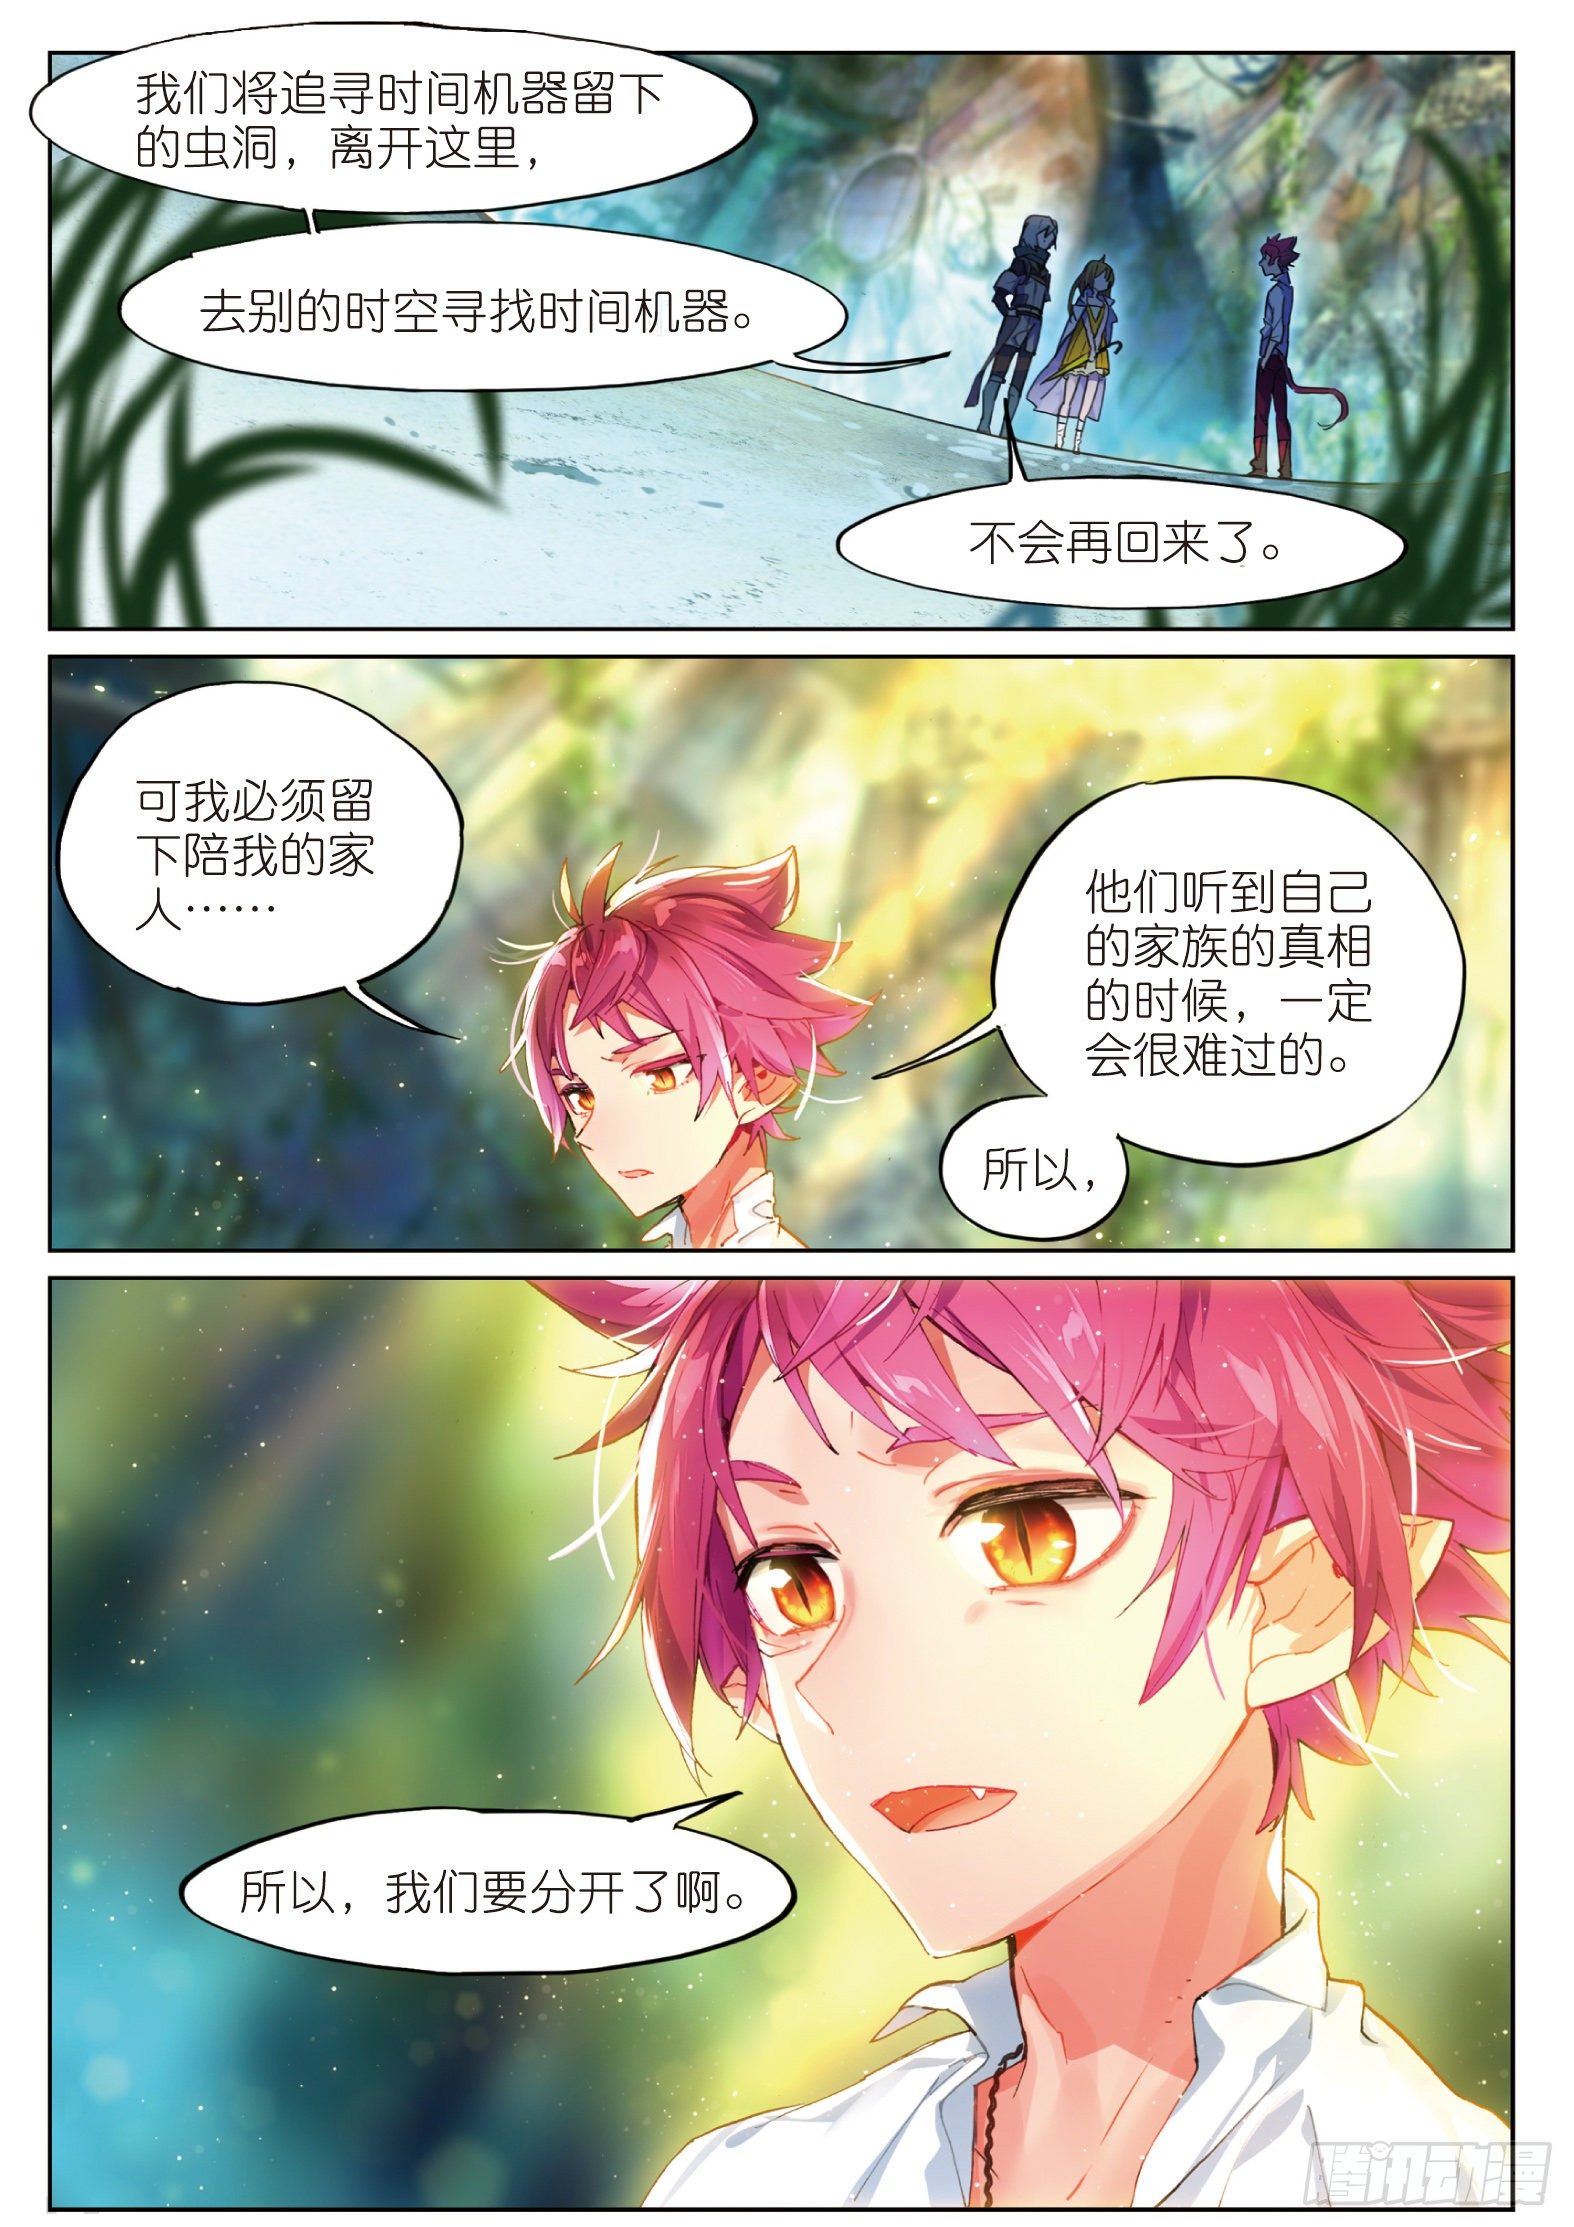 我们将追寻时间机器留下
的虫洞，离开这里，
去别的时空寻找时间机器。
不会再回来了。
可我必须留
下陪我的家
人……
他们听到自己
的家族的真相
的时候，一定
会很难过的。
所以，
所以，我们要分开了啊。
腾讯动漫